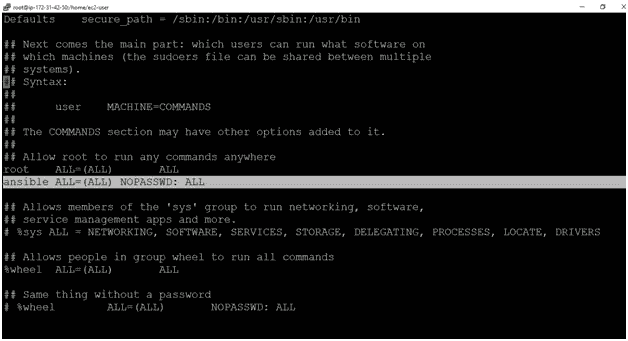 root@ip-172-31-42-50:/home/ec2-user
Defaults    secure_path = /sbin:/bin:/usr/sbin:/usr/bin
## Next comes the main part: which users can run what software on
## which machines (the sudoers file can be shared between multiple
## systems).
## Syntax:
##
##      user    MACHINE=COMMANDS
##
## The COMMANDS section may have other options added to it.
##
## Allow root to run any commands anywhere
root    ALL=(ALL)       ALL
ansible ALL=(ALL) NOPASSWD: ALL
## Allows members of the 'sys' group to run networking, software,
## service management apps and more.
# %sys ALL = NETWORKING, SOFTWARE, SERVICES, STORAGE, DELEGATING, PROCESSES, LOCATE, DRIVERS
## Allows people in group wheel to run all commands
%wheel  ALL=(ALL)       ALL
## Same thing without a password
# %wheel        ALL=(ALL)       NOPASSWD: ALL